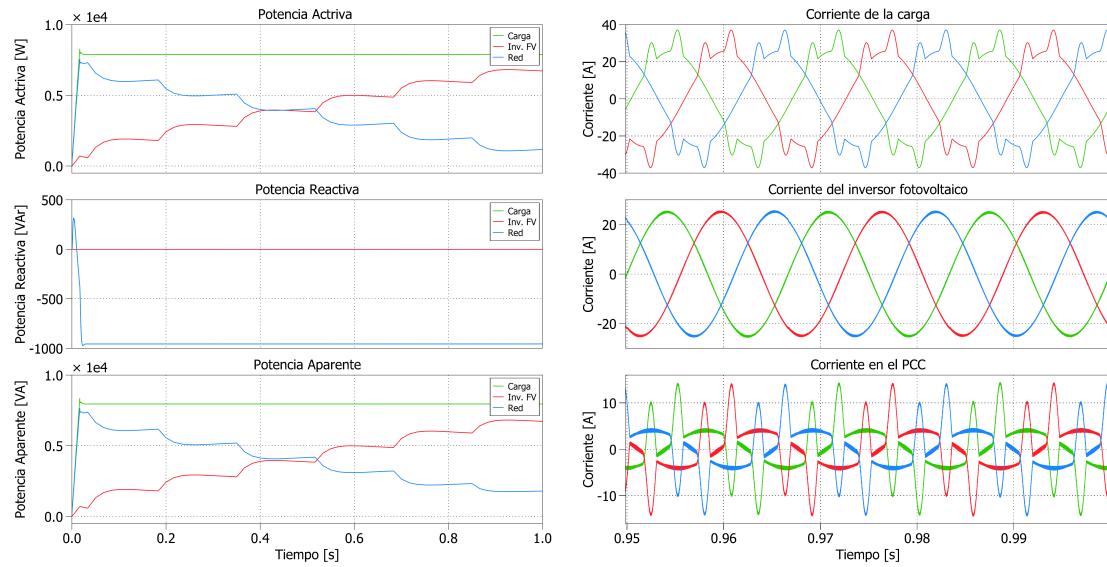 Potencia Actriva
× 1e4
Potencia Actriva [W]
1.0
0.5
0.0
Carga
Inv. FV
Red
Potencia Reactiva
Potencia Reactiva [VAr]
500
0
-500
-1000
Carga
Inv. FV
Red
Potencia Aparente
× 1e4
Potencia Aparente [VA]
1.0
0.5
0.0
Carga
Inv. FV
Red
0.0 0.2 0.4 0.6 0.8 1.0
Tiempo [s]
Corriente de la carga
Corriente [A]
40
20
0
-20
-40
Corriente del inversor fotovoltaico
Corriente [A]
20
0
-20
Corriente en el PCC
Corriente [A]
10
0
-10
0.95 0.96 0.97 0.98 0.99
Tiempo [s]